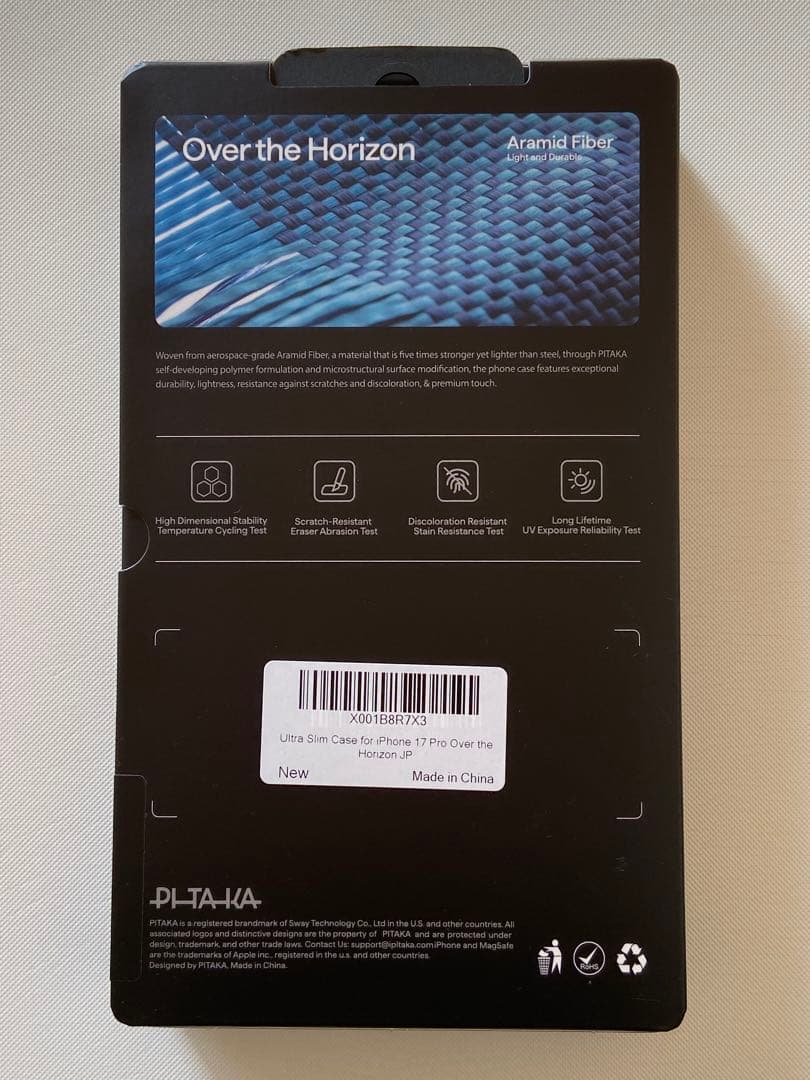 Over the Horizon
Aramid Fiber
Light and Durable
Woven from aerospace-grade Aramid Fiber, a material that is five times stronger yet lighter than steel, through PITAKA
self-developing polymer formulation and microstructural surface modification, the phone case features exceptional
durability, lightness, resistance against scratches and discoloration, & premium touch.
High Dimensional Stability
Temperature Cycling Test
Scratch-Resistant
Eraser Abrasion Test
Discoloration Resistant
Stain Resistance Test
Long Lifetime
UV Exposure Reliability Test
X001B8R7X3
Ultra Slim Case for iPhone 17 Pro Over the
Horizon JP
New
Made in China
PITAKA
PITAKA is a registered brandmark of Sway Technology Co., Ltd in the U.S. and other countries. All
associated logos and distinctive designs are the property of PITAKA and are protected under
design, trademark, and other trade laws. Contact Us: support@ipitaka.comiPhone and MagSafe
are the trademarks of Apple inc., registered in the u.s. and other countries.
Designed by PITAKA. Made in China.
RoHS